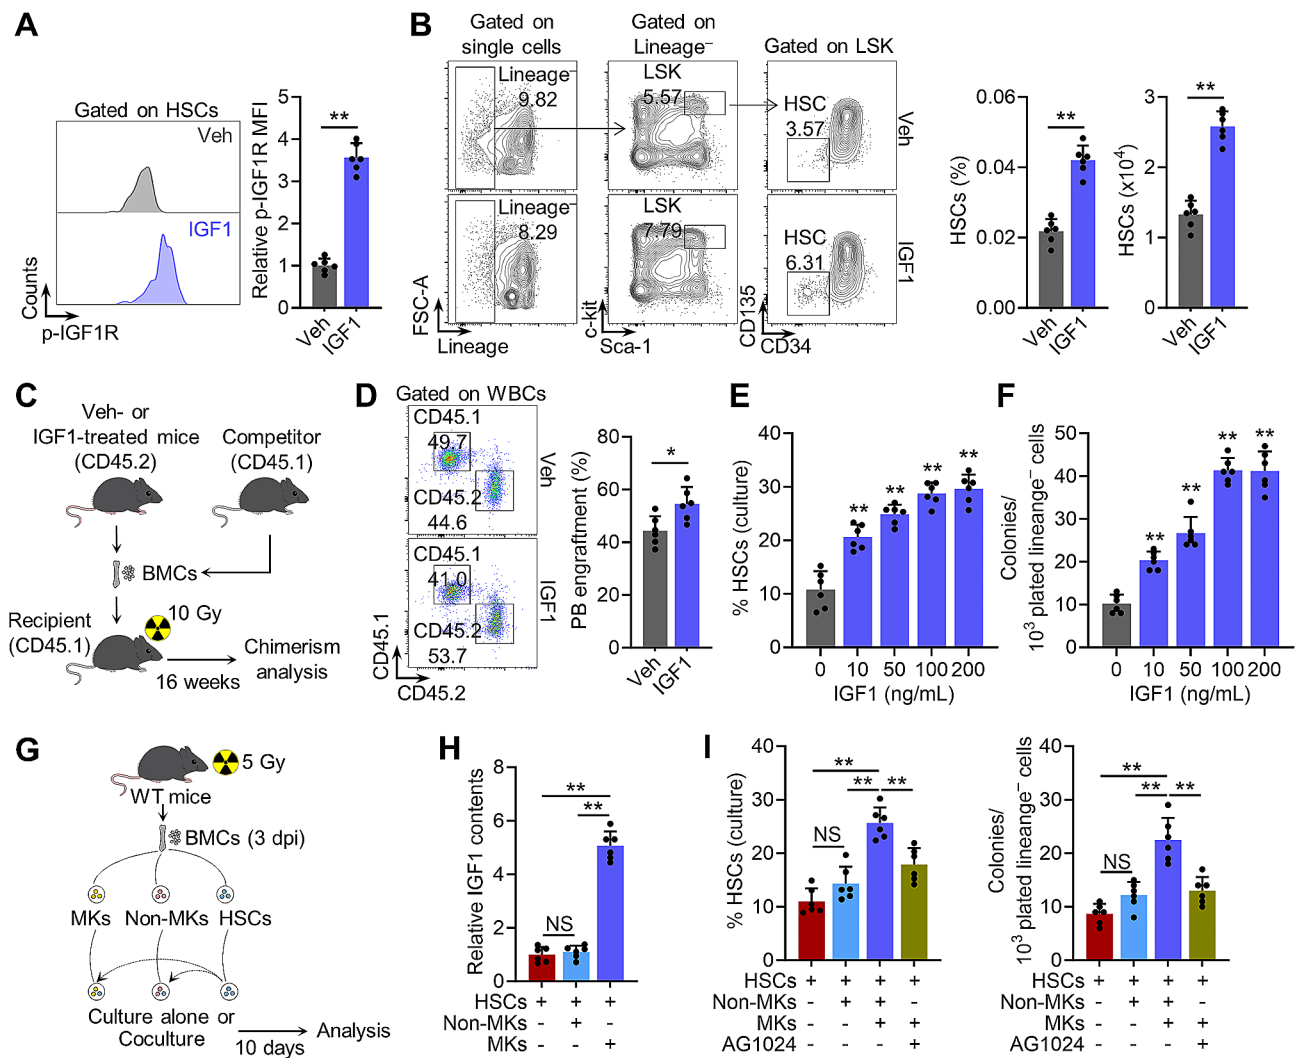 A
Gated on HSCs
Veh
IGF1
Counts
p-IGF1R
Relative p-IGF1R MFI
5
4
3
2
1
0
**
Veh
IGF1
B
Gated on
single cells
Gated on
Lineage⁻
Gated on LSK
Lineage⁻
9.82
LSK
5.57
HSC
3.57
Veh
Lineage⁻
8.29
LSK
7.79
HSC
6.31
IGF1
FSC-A
Lineage
c-kit
Sca-1
CD135
CD34
HSCs (%)
0.06
0.04
0.02
0.00
**
Veh
IGF1
HSCs (x10⁴)
3
2
1
0
**
Veh
IGF1
C
Veh- or
IGF1-treated mice
(CD45.2)
Competitor
(CD45.1)
BMCs
Recipient
(CD45.1)
10 Gy
16 weeks
Chimerism
analysis
D
Gated on WBCs
CD45.1
49.7
CD45.2
44.6
Veh
CD45.1
41.0
CD45.2
53.7
IGF1
CD45.1
CD45.2
PB engraftment (%)
80
60
40
20
0
*
Veh
IGF1
E
% HSCs (culture)
40
30
20
10
0
** ** ** **
0 10 50 100 200
IGF1 (ng/mL)
F
Colonies/
10³ plated lineange⁻ cells
50
40
30
20
10
0
** ** ** **
0 10 50 100 200
IGF1 (ng/mL)
G
5 Gy
WT mice
BMCs (3 dpi)
MKs Non-MKs HSCs
Culture alone or
Coculture
10 days
Analysis
H
Relative IGF1 contents
8
6
4
2
0
**
**
NS
HSCs + + +
Non-MKs - + -
MKs - - +
I
% HSCs (culture)
40
30
20
10
0
**
** **
NS
HSCs + + + +
Non-MKs - + + -
MKs - - + +
AG1024 - - - +
Colonies/
10³ plated lineange⁻ cells
40
30
20
10
0
**
** **
NS
HSCs + + + +
Non-MKs - + + -
MKs - - + +
AG1024 - - - +